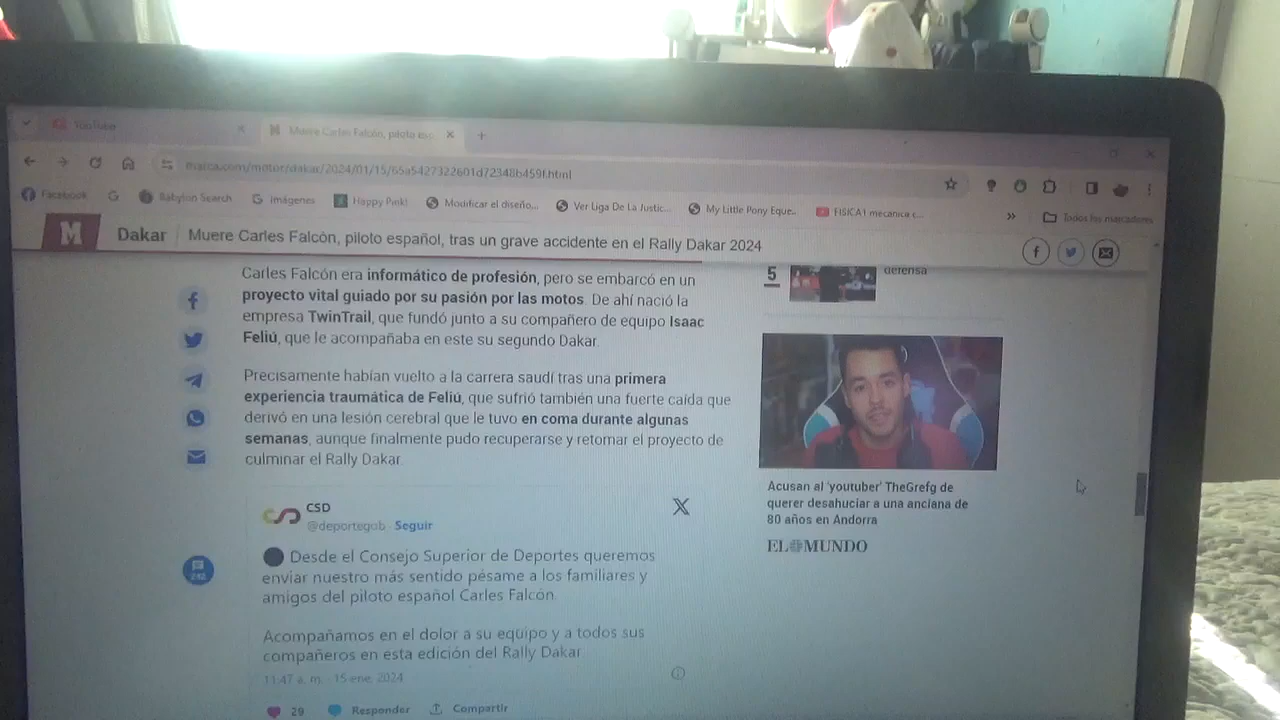 YouTube
Muere Carles Falcón, piloto esp
marca.com/motor/dakar/2024/01/15/65a5427322601d72348b459f.html
Facebook
Babylon Search
Imágenes
Happy Pink!
Modificar el diseño...
Ver Liga De La Justic...
My Little Pony Eque...
FISICA1 mecanica c...
»
Todos los marcadores
M
Dakar
Muere Carles Falcón, piloto español, tras un grave accidente en el Rally Dakar 2024
Carles Falcón era informático de profesión, pero se embarcó en un
proyecto vital guiado por su pasión por las motos. De ahí nació la
empresa TwinTrail, que fundó junto a su compañero de equipo Isaac
Feliú, que le acompañaba en este su segundo Dakar.
Precisamente habían vuelto a la carrera saudí tras una primera
experiencia traumática de Feliú, que sufrió también una fuerte caída que
derivó en una lesión cerebral que le tuvo en coma durante algunas
semanas, aunque finalmente pudo recuperarse y retomar el proyecto de
culminar el Rally Dakar.
CSD
@deportegob · Seguir
Desde el Consejo Superior de Deportes queremos
enviar nuestro más sentido pésame a los familiares y
amigos del piloto español Carles Falcón.
Acompañamos en el dolor a su equipo y a todos sus
compañeros en esta edición del Rally Dakar
11:47 a. m. · 15 ene. 2024
29
Responder
Compartir
5
defensa
Acusan al 'youtuber' TheGrefg de
querer desahuciar a una anciana de
80 años en Andorra
EL MUNDO